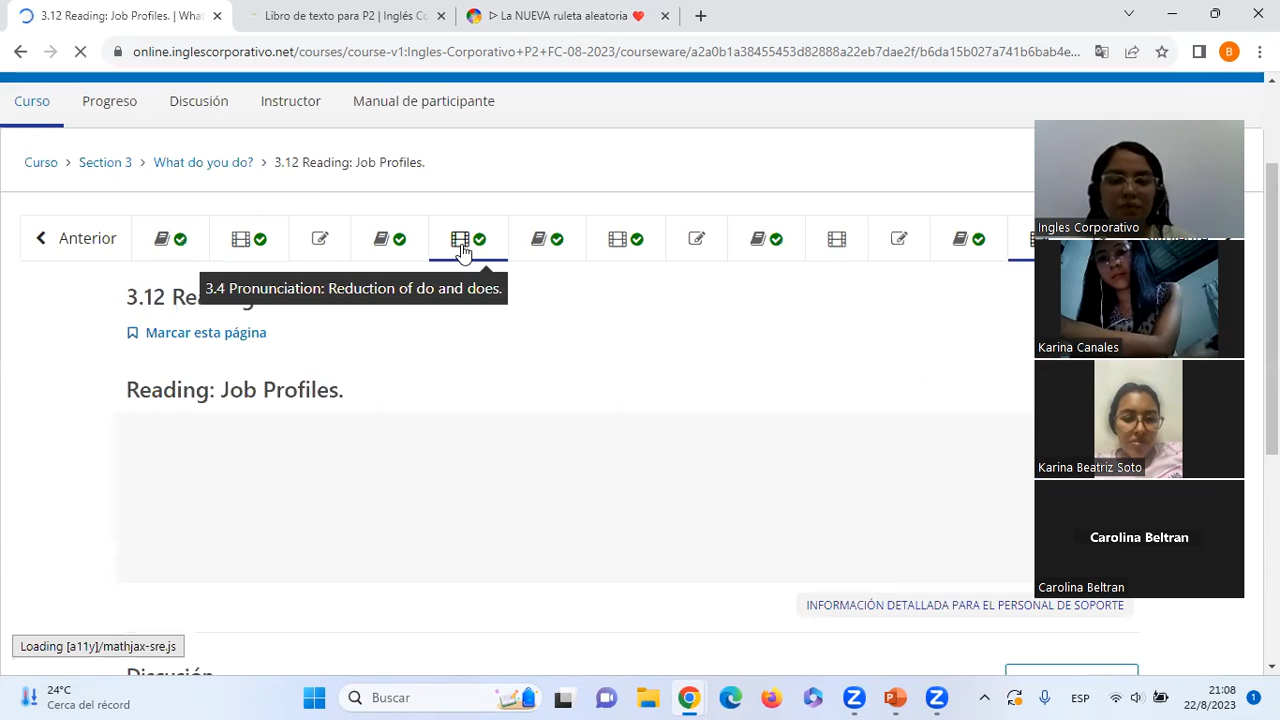 3.12 Reading: Job Profiles. | What
Libro de texto para P2 | Inglés C
ᐅ La NUEVA ruleta aleatoria ❤️
online.inglescorporativo.net/courses/course-v1:Ingles-Corporativo+P2+FC-08-2023/courseware/a2a0b1a38455453d82888a22eb7dae2f/b6da15b027a741b6bab4e...
B
Curso
Progreso
Discusión
Instructor
Manual de participante
Curso > Section 3 > What do you do? > 3.12 Reading: Job Profiles.
Anterior
3.4 Pronunciation: Reduction of do and does.
3.12 Re
Marcar esta página
Reading: Job Profiles.
INFORMACIÓN DETALLADA PARA EL PERSONAL DE SOPORTE
Discusión
Loading [a11y]/mathjax-sre.js
Ingles Corporativo
Karina Canales
Karina Beatriz Soto
Carolina Beltran
Carolina Beltran
24°C
Cerca del récord
Buscar
ESP
21:08
22/8/2023
1